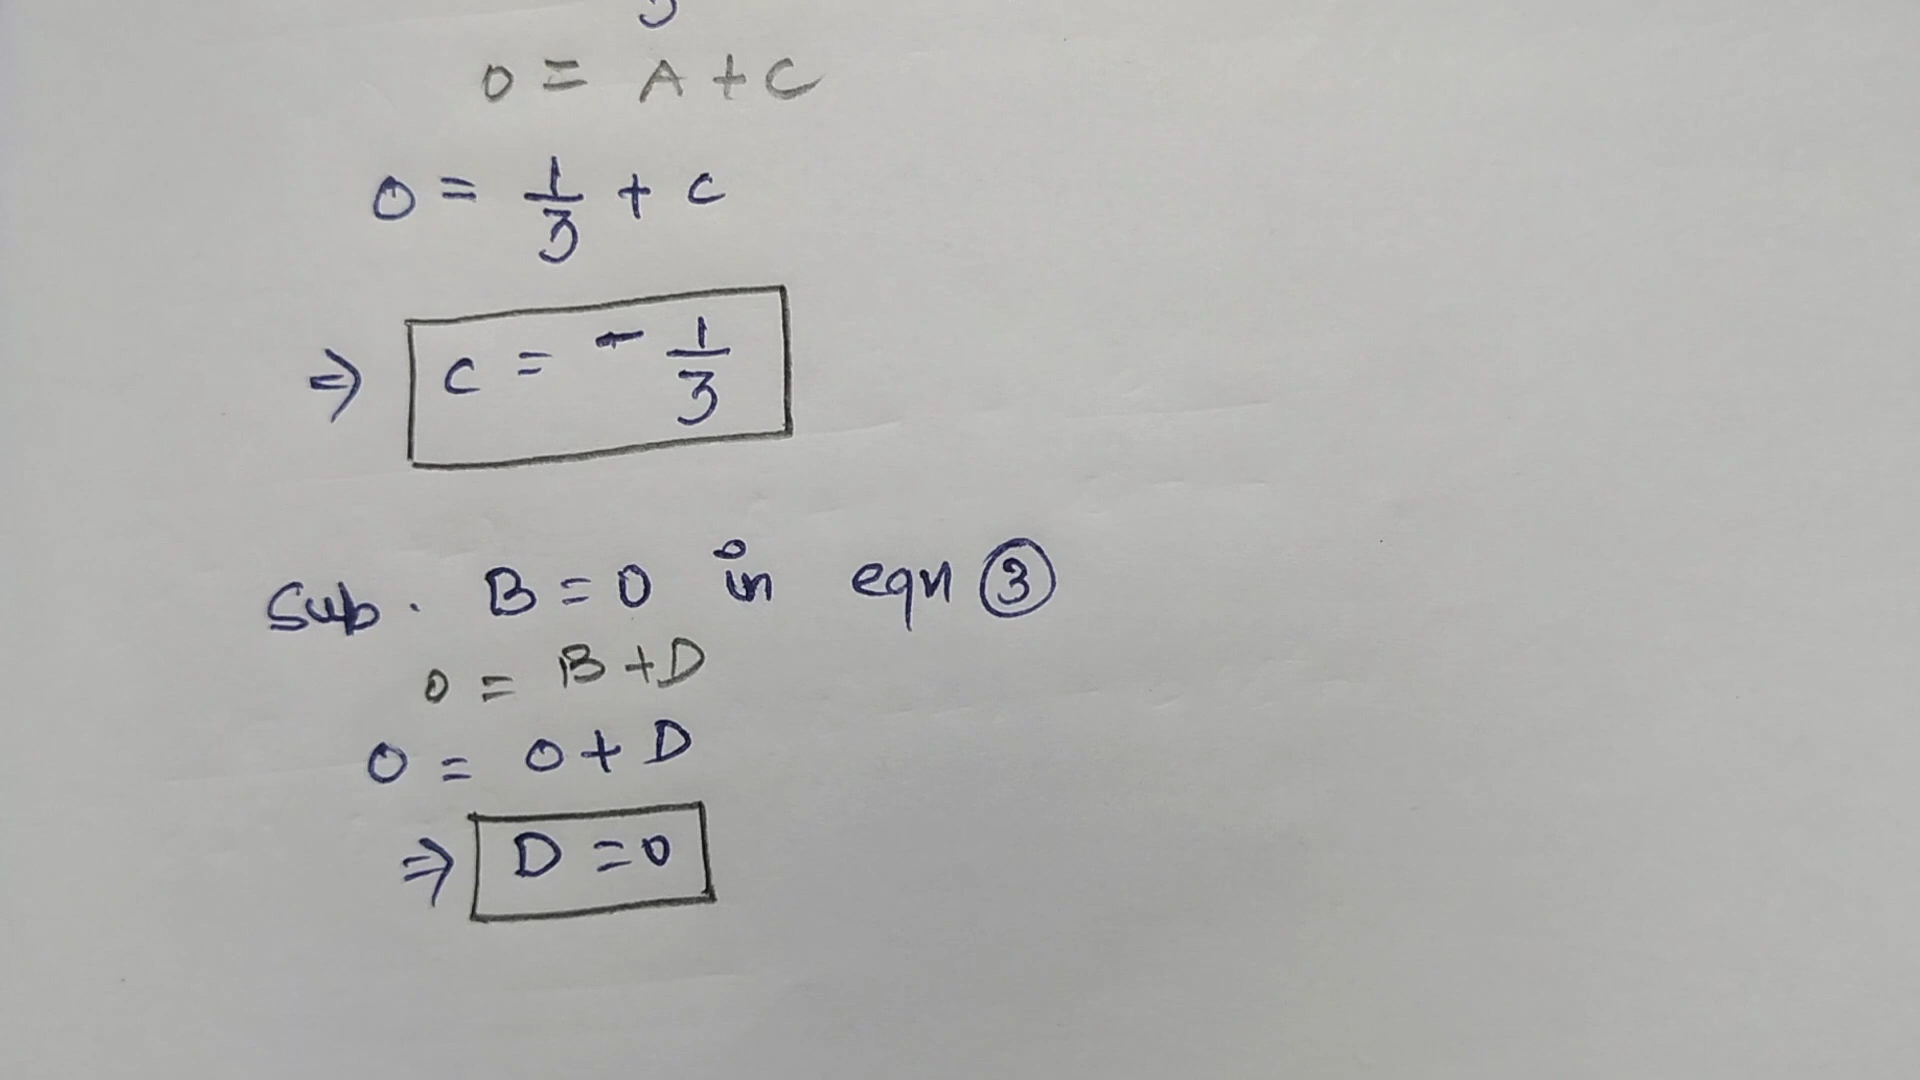 0 = A + C
0 = 1/3 + c
⇒ c = - 1/3
Sub. B = 0 in eqn ③
0 = B + D
0 = 0 + D
⇒ D = 0